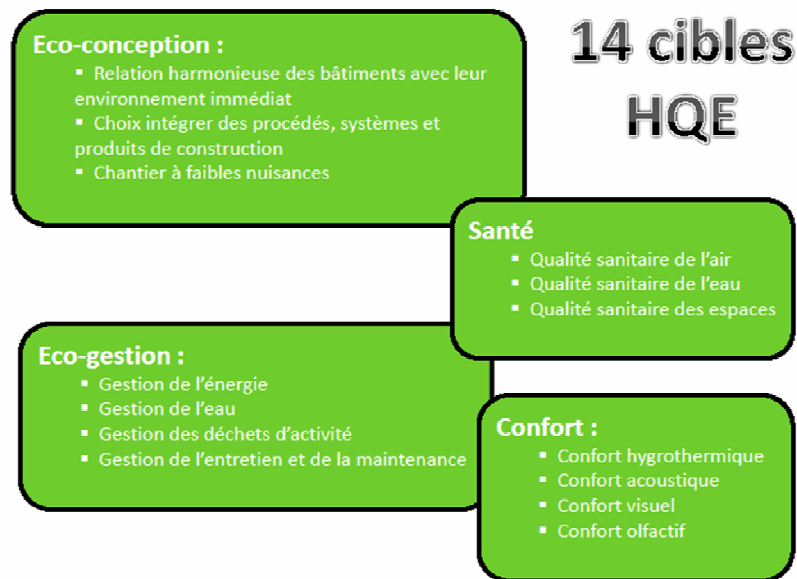 14 cibles
HQE
Eco-conception :
▪ Relation harmonieuse des bâtiments avec leur
environnement immédiat
▪ Choix intégrer des procédés, systèmes et
produits de construction
▪ Chantier à faibles nuisances
Santé
▪ Qualité sanitaire de l'air
▪ Qualité sanitaire de l'eau
▪ Qualité sanitaire des espaces
Eco-gestion :
▪ Gestion de l'énergie
▪ Gestion de l'eau
▪ Gestion des déchets d'activité
▪ Gestion de l'entretien et de la maintenance
Confort :
▪ Confort hygrothermique
▪ Confort acoustique
▪ Confort visuel
▪ Confort olfactif